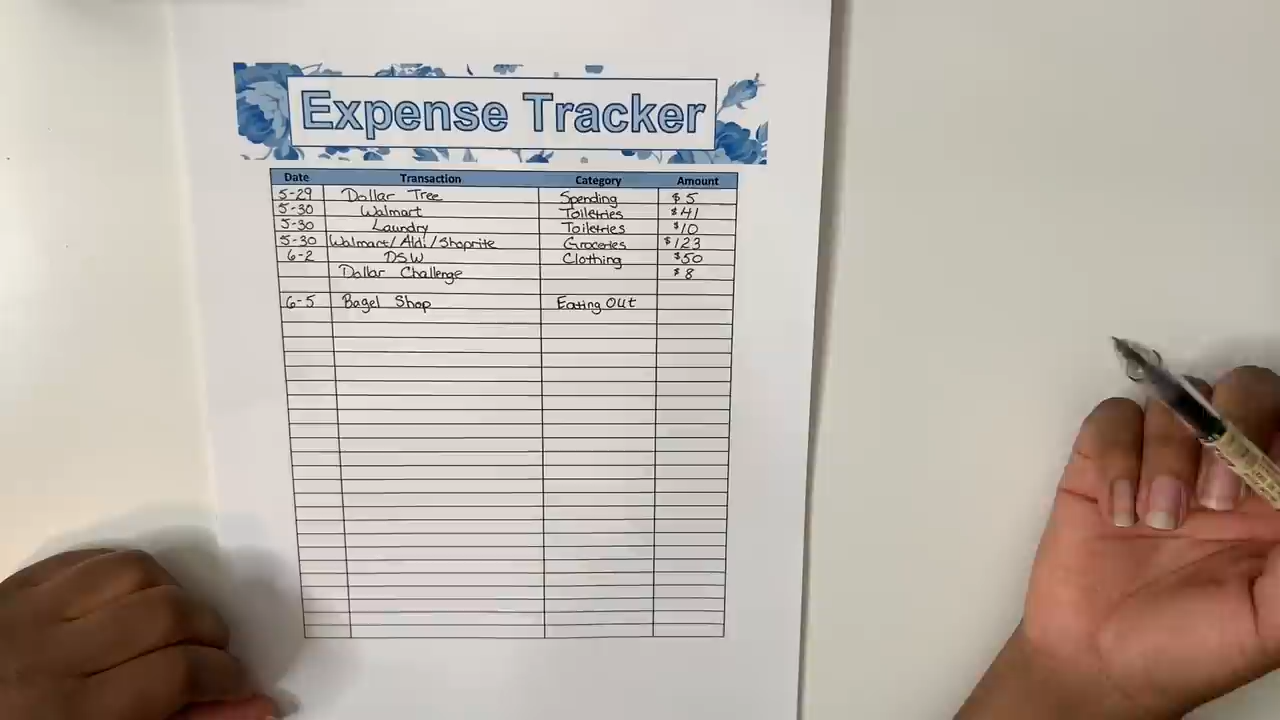 Expense Tracker
Date Transaction Category Amount
5-29 Dollar Tree Spending $5
5-30 Walmart Toiletries $41
5-30 Laundry Toiletries $10
5-30 Walmart/Aldi/Shoprite Groceries $123
6-2 DSW Clothing $50
Dollar Challenge $8
6-5 Bagel Shop Eating Out